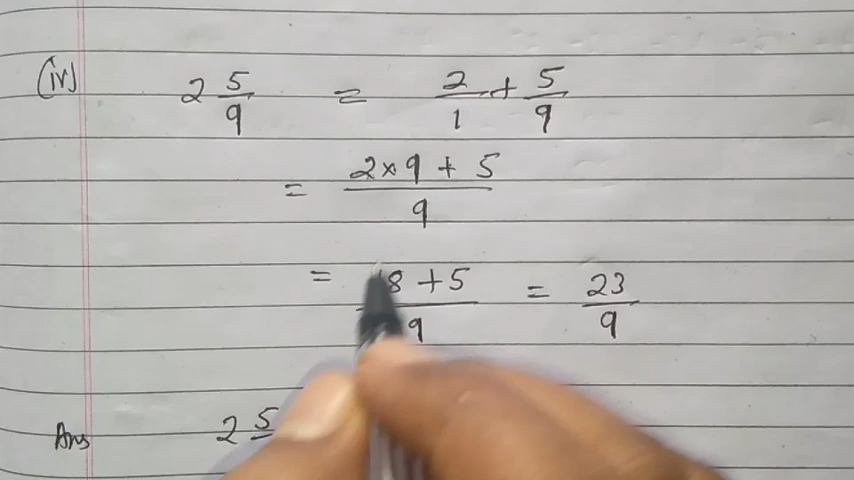 (iv) 2 5/9 = 2/1 + 5/9
= 2×9 + 5/9
= 8 + 5/9 = 23/9
Ans 2 5